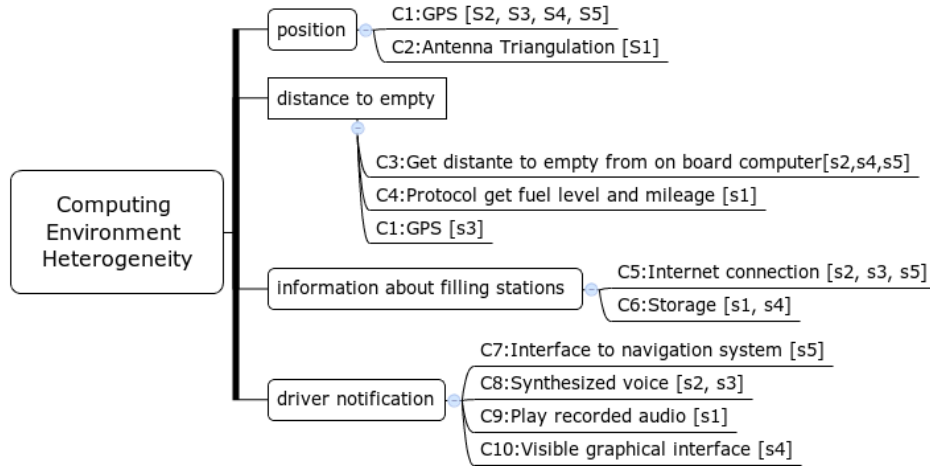 position
C1:GPS [S2, S3, S4, S5]
C2:Antenna Triangulation [S1]
distance to empty
C3:Get distante to empty from on board computer[s2,s4,s5]
C4:Protocol get fuel level and mileage [s1]
C1:GPS [s3]
Computing
Environment
Heterogeneity
information about filling stations
C5:Internet connection [s2, s3, s5]
C6:Storage [s1, s4]
driver notification
C7:Interface to navigation system [s5]
C8:Synthesized voice [s2, s3]
C9:Play recorded audio [s1]
C10:Visible graphical interface [s4]